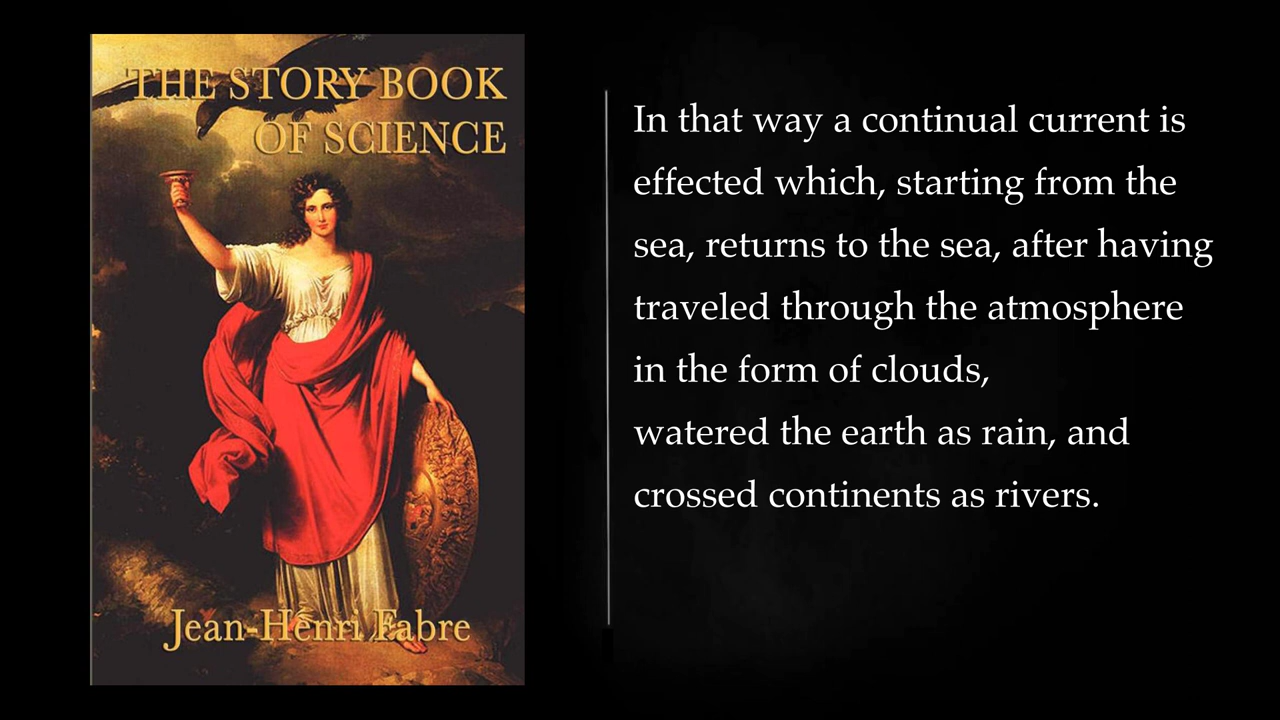 THE STORY BOOK
OF SCIENCE
Jean-Henri Fabre
In that way a continual current is
effected which, starting from the
sea, returns to the sea, after having
traveled through the atmosphere
in the form of clouds,
watered the earth as rain, and
crossed continents as rivers.